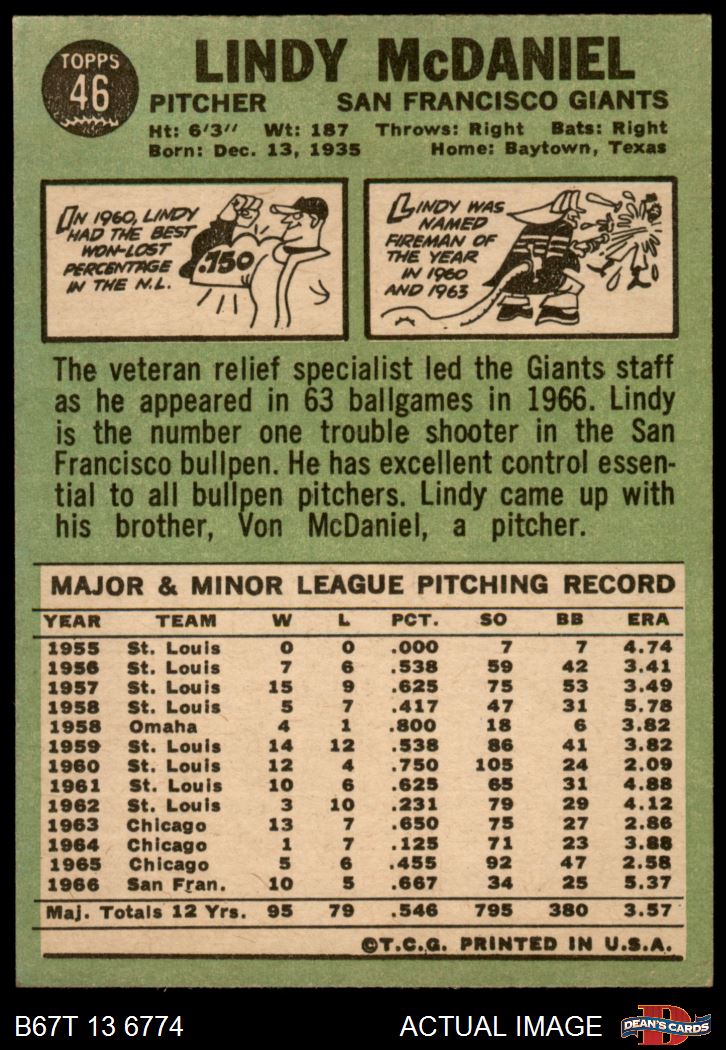 TOPPS
46
LINDY McDANIEL
PITCHER SAN FRANCISCO GIANTS
Ht: 6'3" Wt: 187 Throws: Right Bats: Right
Born: Dec. 13, 1935 Home: Baytown, Texas
IN 1960, LINDY
HAD THE BEST
WON-LOST
PERCENTAGE
IN THE N.L.
.750
LINDY WAS
NAMED
FIREMAN OF
THE YEAR
IN 1960
AND 1963
The veteran relief specialist led the Giants staff
as he appeared in 63 ballgames in 1966. Lindy
is the number one trouble shooter in the San
Francisco bullpen. He has excellent control essen-
tial to all bullpen pitchers. Lindy came up with
his brother, Von McDaniel, a pitcher.
MAJOR & MINOR LEAGUE PITCHING RECORD
YEAR TEAM W L PCT. SO BB ERA
1955 St. Louis 0 0 .000 7 7 4.74
1956 St. Louis 7 6 .538 59 42 3.41
1957 St. Louis 15 9 .625 75 53 3.49
1958 St. Louis 5 7 .417 47 31 5.78
1958 Omaha 4 1 .800 18 6 3.82
1959 St. Louis 14 12 .538 86 41 3.82
1960 St. Louis 12 4 .750 105 24 2.09
1961 St. Louis 10 6 .625 65 31 4.88
1962 St. Louis 3 10 .231 79 29 4.12
1963 Chicago 13 7 .650 75 27 2.86
1964 Chicago 1 7 .125 71 23 3.88
1965 Chicago 5 6 .455 92 47 2.58
1966 San Fran. 10 5 .667 34 25 5.37
Maj. Totals 12 Yrs. 95 79 .546 795 380 3.57
©T.C.G. PRINTED IN U.S.A.
B67T 13 6774 ACTUAL IMAGE
D
DEAN'S CARDS